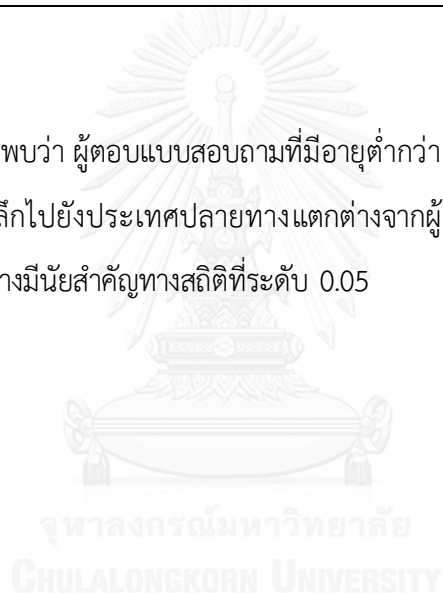 พบว่า ผู้ตอบแบบสอบถามที่มีอายุต่ำกว่า
ลึกไปยังประเทศปลายทางแตกต่างจากผู้
างมีนัยสำคัญทางสถิติที่ระดับ 0.05
จุฬาลงกรณ์มหาวิทยาลัย
CHULALONGKORN UNIVERSITY